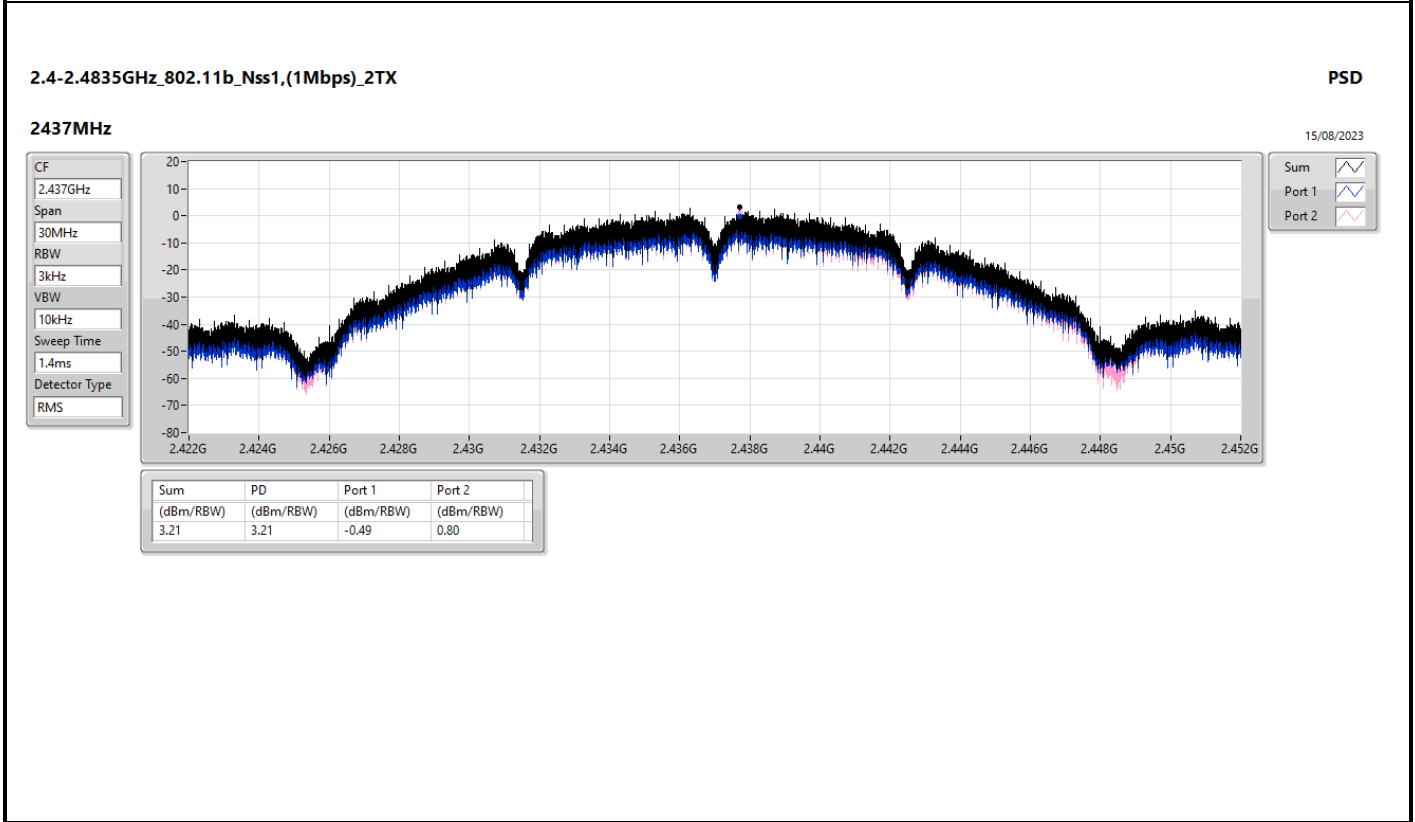 2.4-2.4835GHz_802.11b_Nss1,(1Mbps)_2TX
PSD
2437MHz
15/08/2023
CF
2.437GHz
Span
30MHz
RBW
3kHz
VBW
10kHz
Sweep Time
1.4ms
Detector Type
RMS
20
10
0
-10
-20
-30
-40
-50
-60
-70
-80
2.422G 2.424G 2.426G 2.428G 2.43G 2.432G 2.434G 2.436G 2.438G 2.44G 2.442G 2.444G 2.446G 2.448G 2.45G 2.452G
Sum
Port 1
Port 2
Sum PD Port 1 Port 2
(dBm/RBW) (dBm/RBW) (dBm/RBW) (dBm/RBW)
3.21 3.21 -0.49 0.80